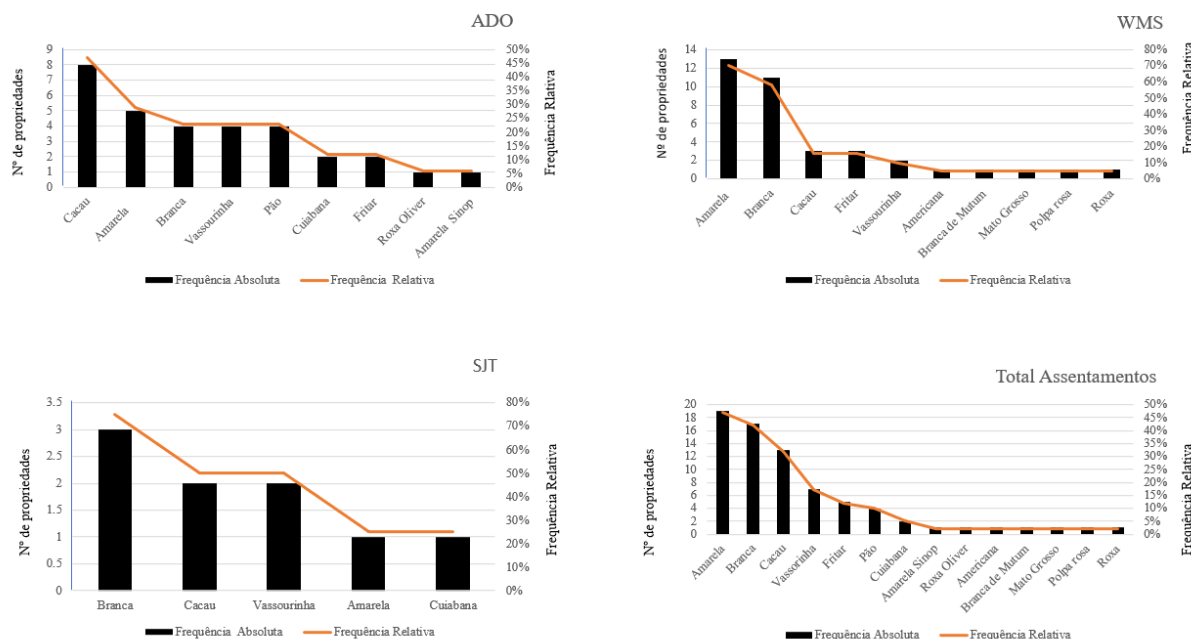 ADO
Nº de propriedades
9
8
7
6
5
4
3
2
1
0
50%
45%
40%
35%
30%
25%
20%
15%
10%
5%
0%
Frequência Rlativa
Cacau
Amarela
Branca
Vassourinha
Pão
Cuiabana
Fritar
Roxa Oliver
Amarela Sinop
Frequência Absoluta
Frequência Relativa
WMS
Nº de propriedades
14
12
10
8
6
4
2
0
80%
70%
60%
50%
40%
30%
20%
10%
0%
Frequência Relativa
Amarela
Branca
Cacau
Fritar
Vassourinha
Americana
Branca de Mutum
Mato Grosso
Polpa rosa
Roxa
Frequência Absoluta
Frequência Relativa
SJT
Nº de propriedades
3.5
3
2.5
2
1.5
1
0.5
0
80%
70%
60%
50%
40%
30%
20%
10%
0%
Frequência Relativa
Branca
Cacau
Vassourinha
Amarela
Cuiabana
Frequência Absoluta
Frequência Relativa
Total Assentamentos
Nº de propriedades
20
18
16
14
12
10
8
6
4
2
0
50%
45%
40%
35%
30%
25%
20%
15%
10%
5%
0%
Frequência Relativa
Amarela
Branca
Cacau
Vassorinha
Fritar
Pão
Cuiabana
Amarela Sinop
Roxa Oliver
Americana
Branca de Mutum
Mato Grosso
Polpa rosa
Roxa
Frequência Absoluta
Frequência Relativa